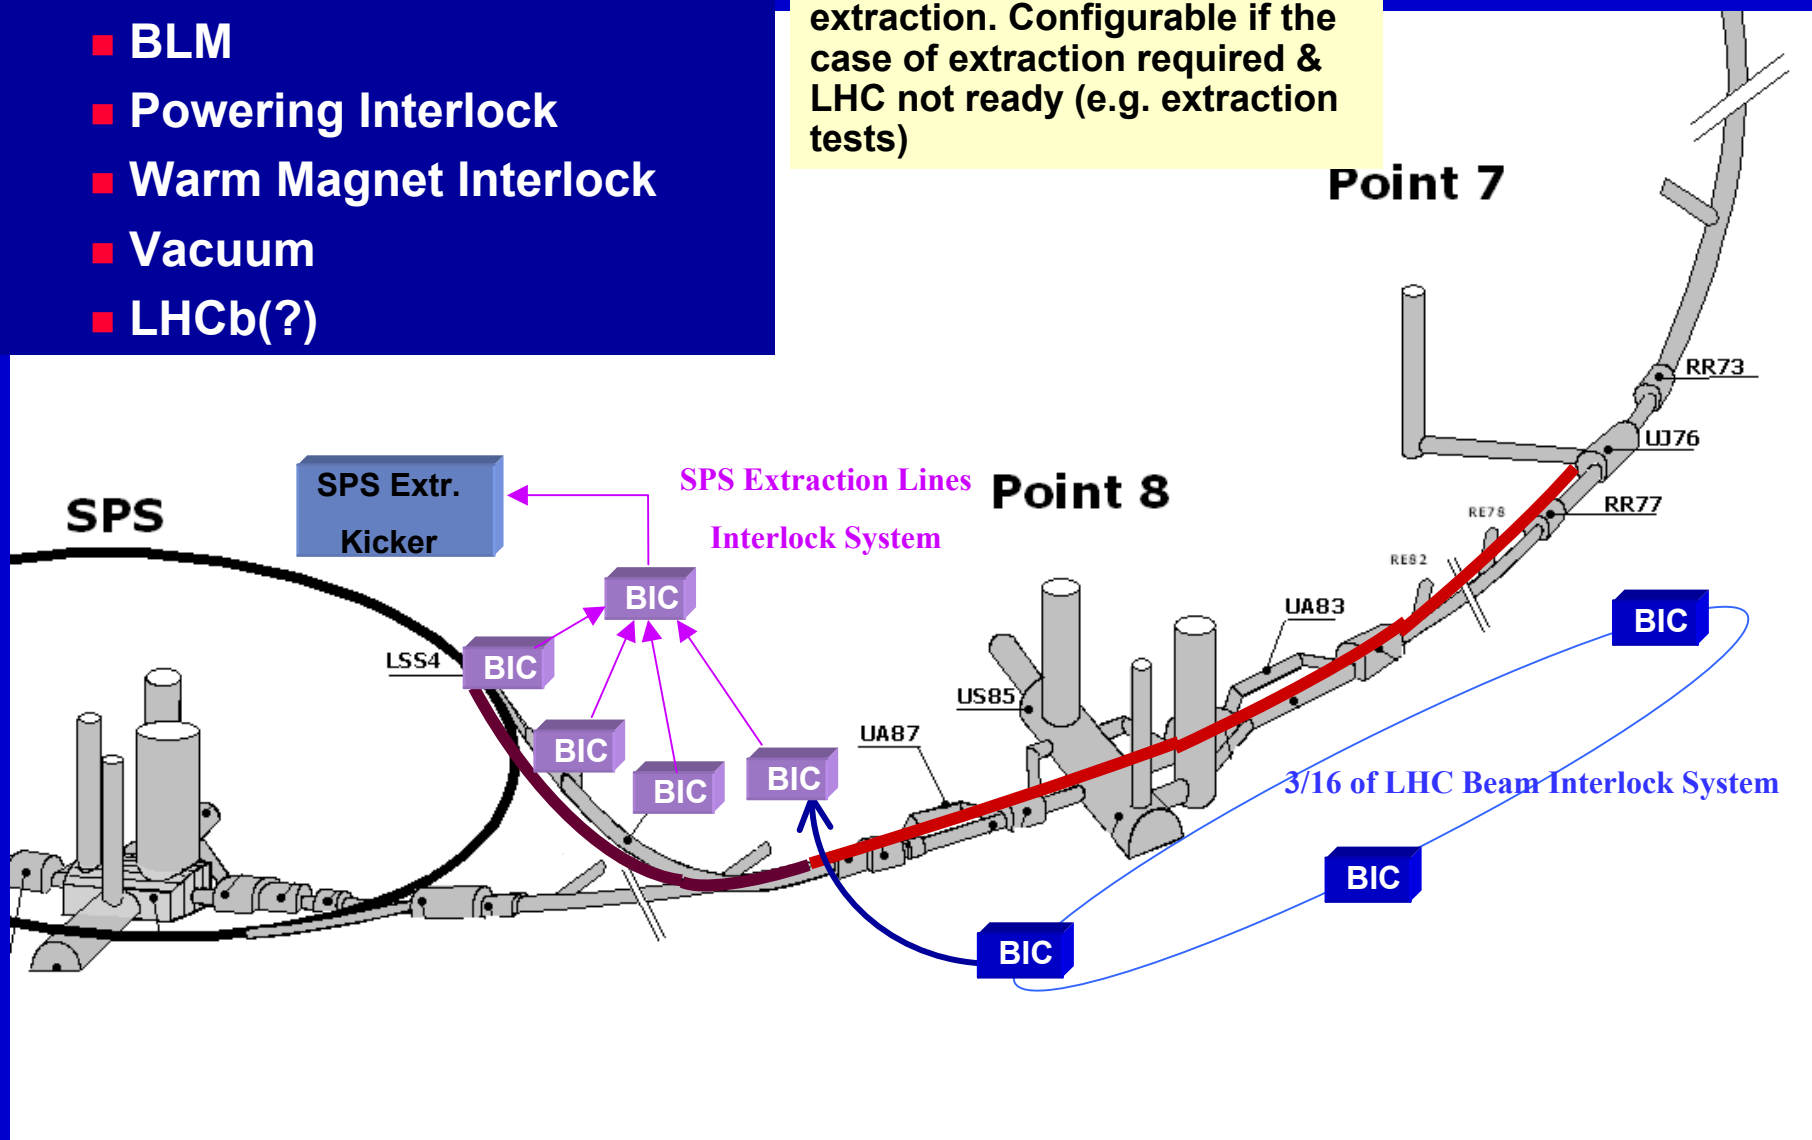 BLM
Powering Interlock
Warm Magnet Interlock
Vacuum
LHCb(?)
extraction. Configurable if the
case of extraction required &
LHC not ready (e.g. extraction
tests)
Point 7
RR73
UJ76
RR77
RE78
RE82
SPS Extr.
Kicker
SPS Extraction Lines
Interlock System
Point 8
SPS
BIC
LSS4
BIC
BIC
BIC
BIC
UA83
US85
UA87
BIC
3/16 of LHC Beam Interlock System
BIC
BIC